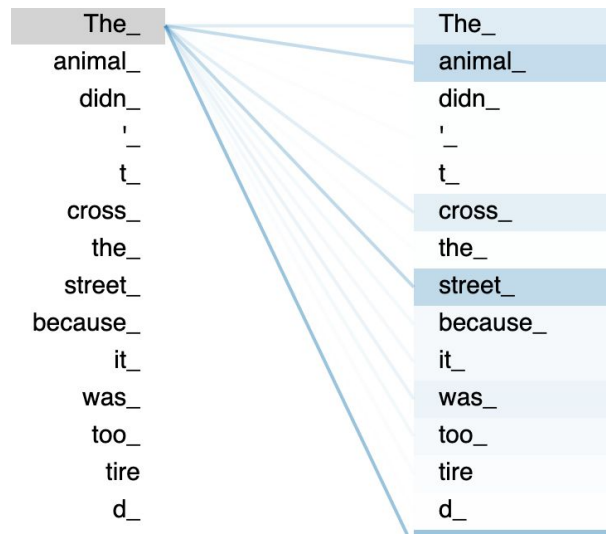 The_ The_
animal_ animal_
didn_ didn_
'_ '_
t_ t_
cross_ cross_
the_ the_
street_ street_
because_ because_
it_ it_
was_ was_
too_ too_
tire tire
d_ d_